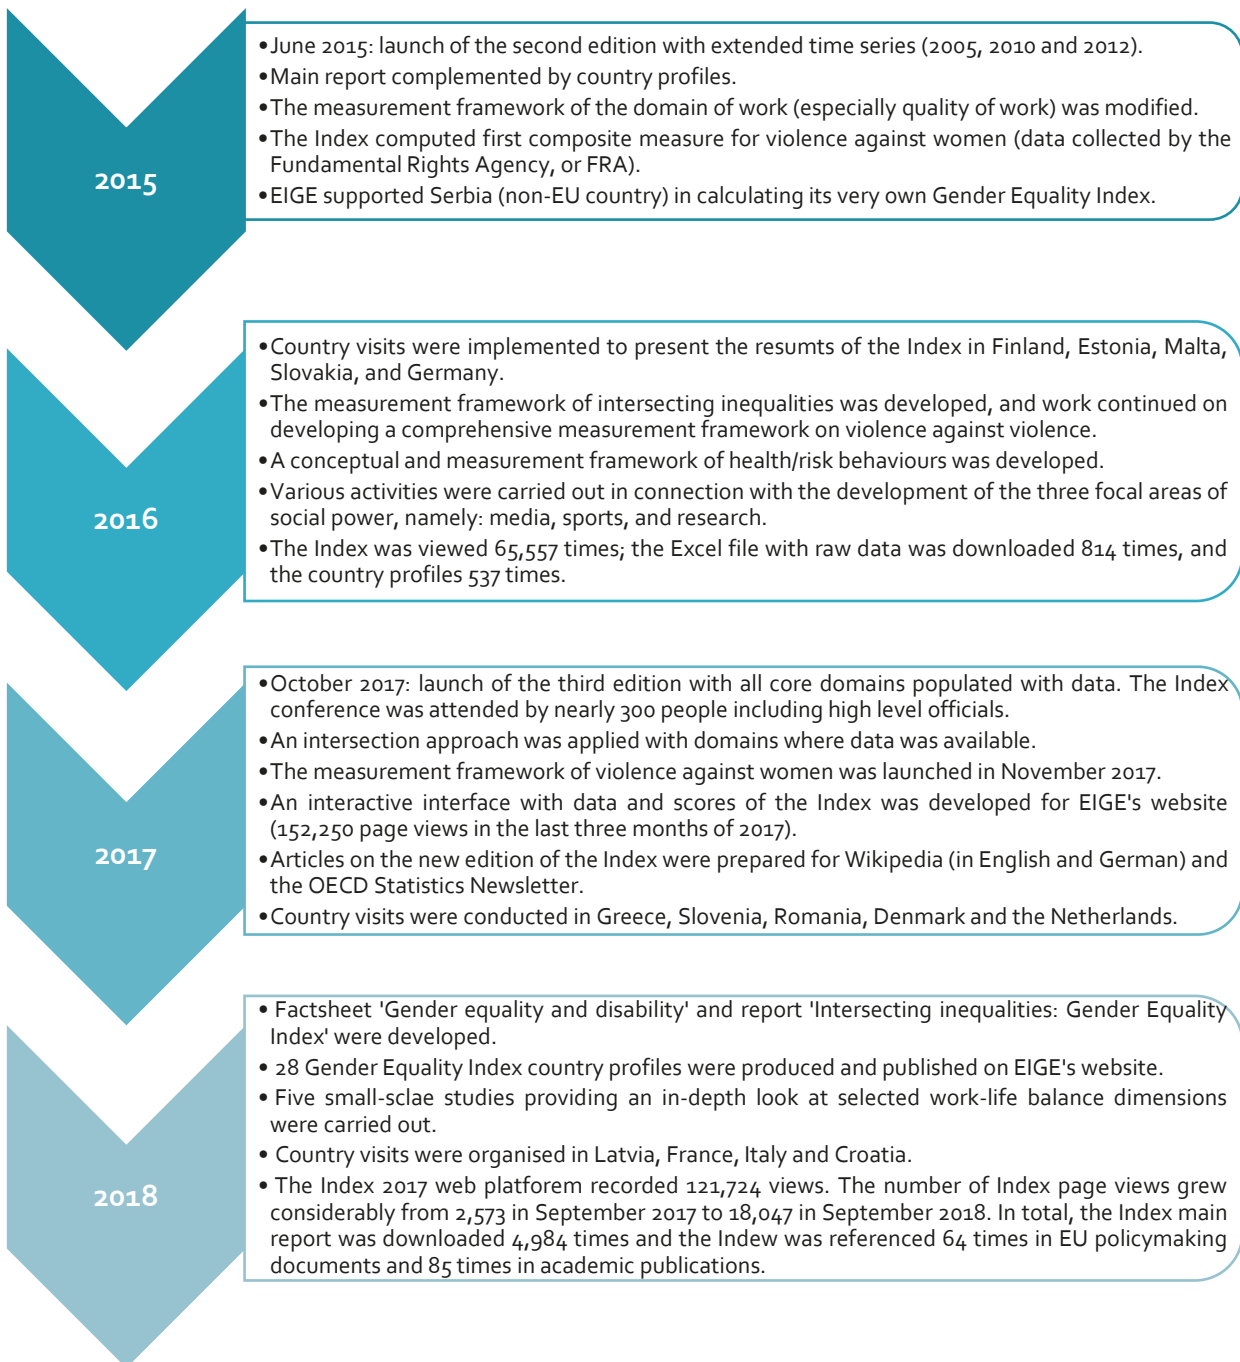 2015
•June 2015: launch of the second edition with extended time series (2005, 2010 and 2012).
•Main report complemented by country profiles.
•The measurement framework of the domain of work (especially quality of work) was modified.
•The Index computed first composite measure for violence against women (data collected by the
Fundamental Rights Agency, or FRA).
•EIGE supported Serbia (non-EU country) in calculating its very own Gender Equality Index.
2016
•Country visits were implemented to present the resumts of the Index in Finland, Estonia, Malta,
Slovakia, and Germany.
•The measurement framework of intersecting inequalities was developed, and work continued on
developing a comprehensive measurement framework on violence against violence.
•A conceptual and measurement framework of health/risk behaviours was developed.
•Various activities were carried out in connection with the development of the three focal areas of
social power, namely: media, sports, and research.
•The Index was viewed 65,557 times; the Excel file with raw data was downloaded 814 times, and
the country profiles 537 times.
2017
•October 2017: launch of the third edition with all core domains populated with data. The Index
conference was attended by nearly 300 people including high level officials.
•An intersection approach was applied with domains where data was available.
•The measurement framework of violence against women was launched in November 2017.
•An interactive interface with data and scores of the Index was developed for EIGE's website
(152,250 page views in the last three months of 2017).
•Articles on the new edition of the Index were prepared for Wikipedia (in English and German) and
the OECD Statistics Newsletter.
•Country visits were conducted in Greece, Slovenia, Romania, Denmark and the Netherlands.
2018
• Factsheet 'Gender equality and disability' and report 'Intersecting inequalities: Gender Equality
Index' were developed.
• 28 Gender Equality Index country profiles were produced and published on EIGE's website.
• Five small-sclae studies providing an in-depth look at selected work-life balance dimensions
were carried out.
• Country visits were organised in Latvia, France, Italy and Croatia.
• The Index 2017 web platforem recorded 121,724 views. The number of Index page views grew
considerably from 2,573 in September 2017 to 18,047 in September 2018. In total, the Index main
report was downloaded 4,984 times and the Indew was referenced 64 times in EU policymaking
documents and 85 times in academic publications.